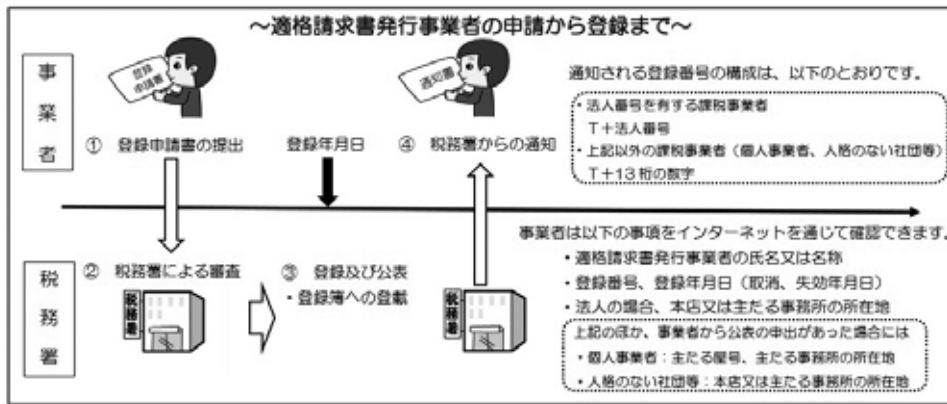 ~適格請求書発行事業者の申請から登録まで~
事業者
登録申請書
通知書
① 登録申請書の提出
登録年月日
④ 税務署からの通知
通知される登録番号の構成は、以下のとおりです。
・法人番号を有する課税事業者
T+法人番号
・上記以外の課税事業者(個人事業者、人格のない社団等)
T+13桁の数字
税務署
② 税務署による審査
税務署
③ 登録及び公表
・登録簿への登載
税務署
事業者は以下の事項をインターネットを通じて確認できます。
・適格請求書発行事業者の氏名又は名称
・登録番号、登録年月日(取消、失効年月日)
・法人の場合、本店又は主たる事務所の所在地
上記のほか、事業者から公表の申出があった場合には
・個人事業者:主たる屋号、主たる事務所の所在地
・人格のない社団等:本店又は主たる事務所の所在地